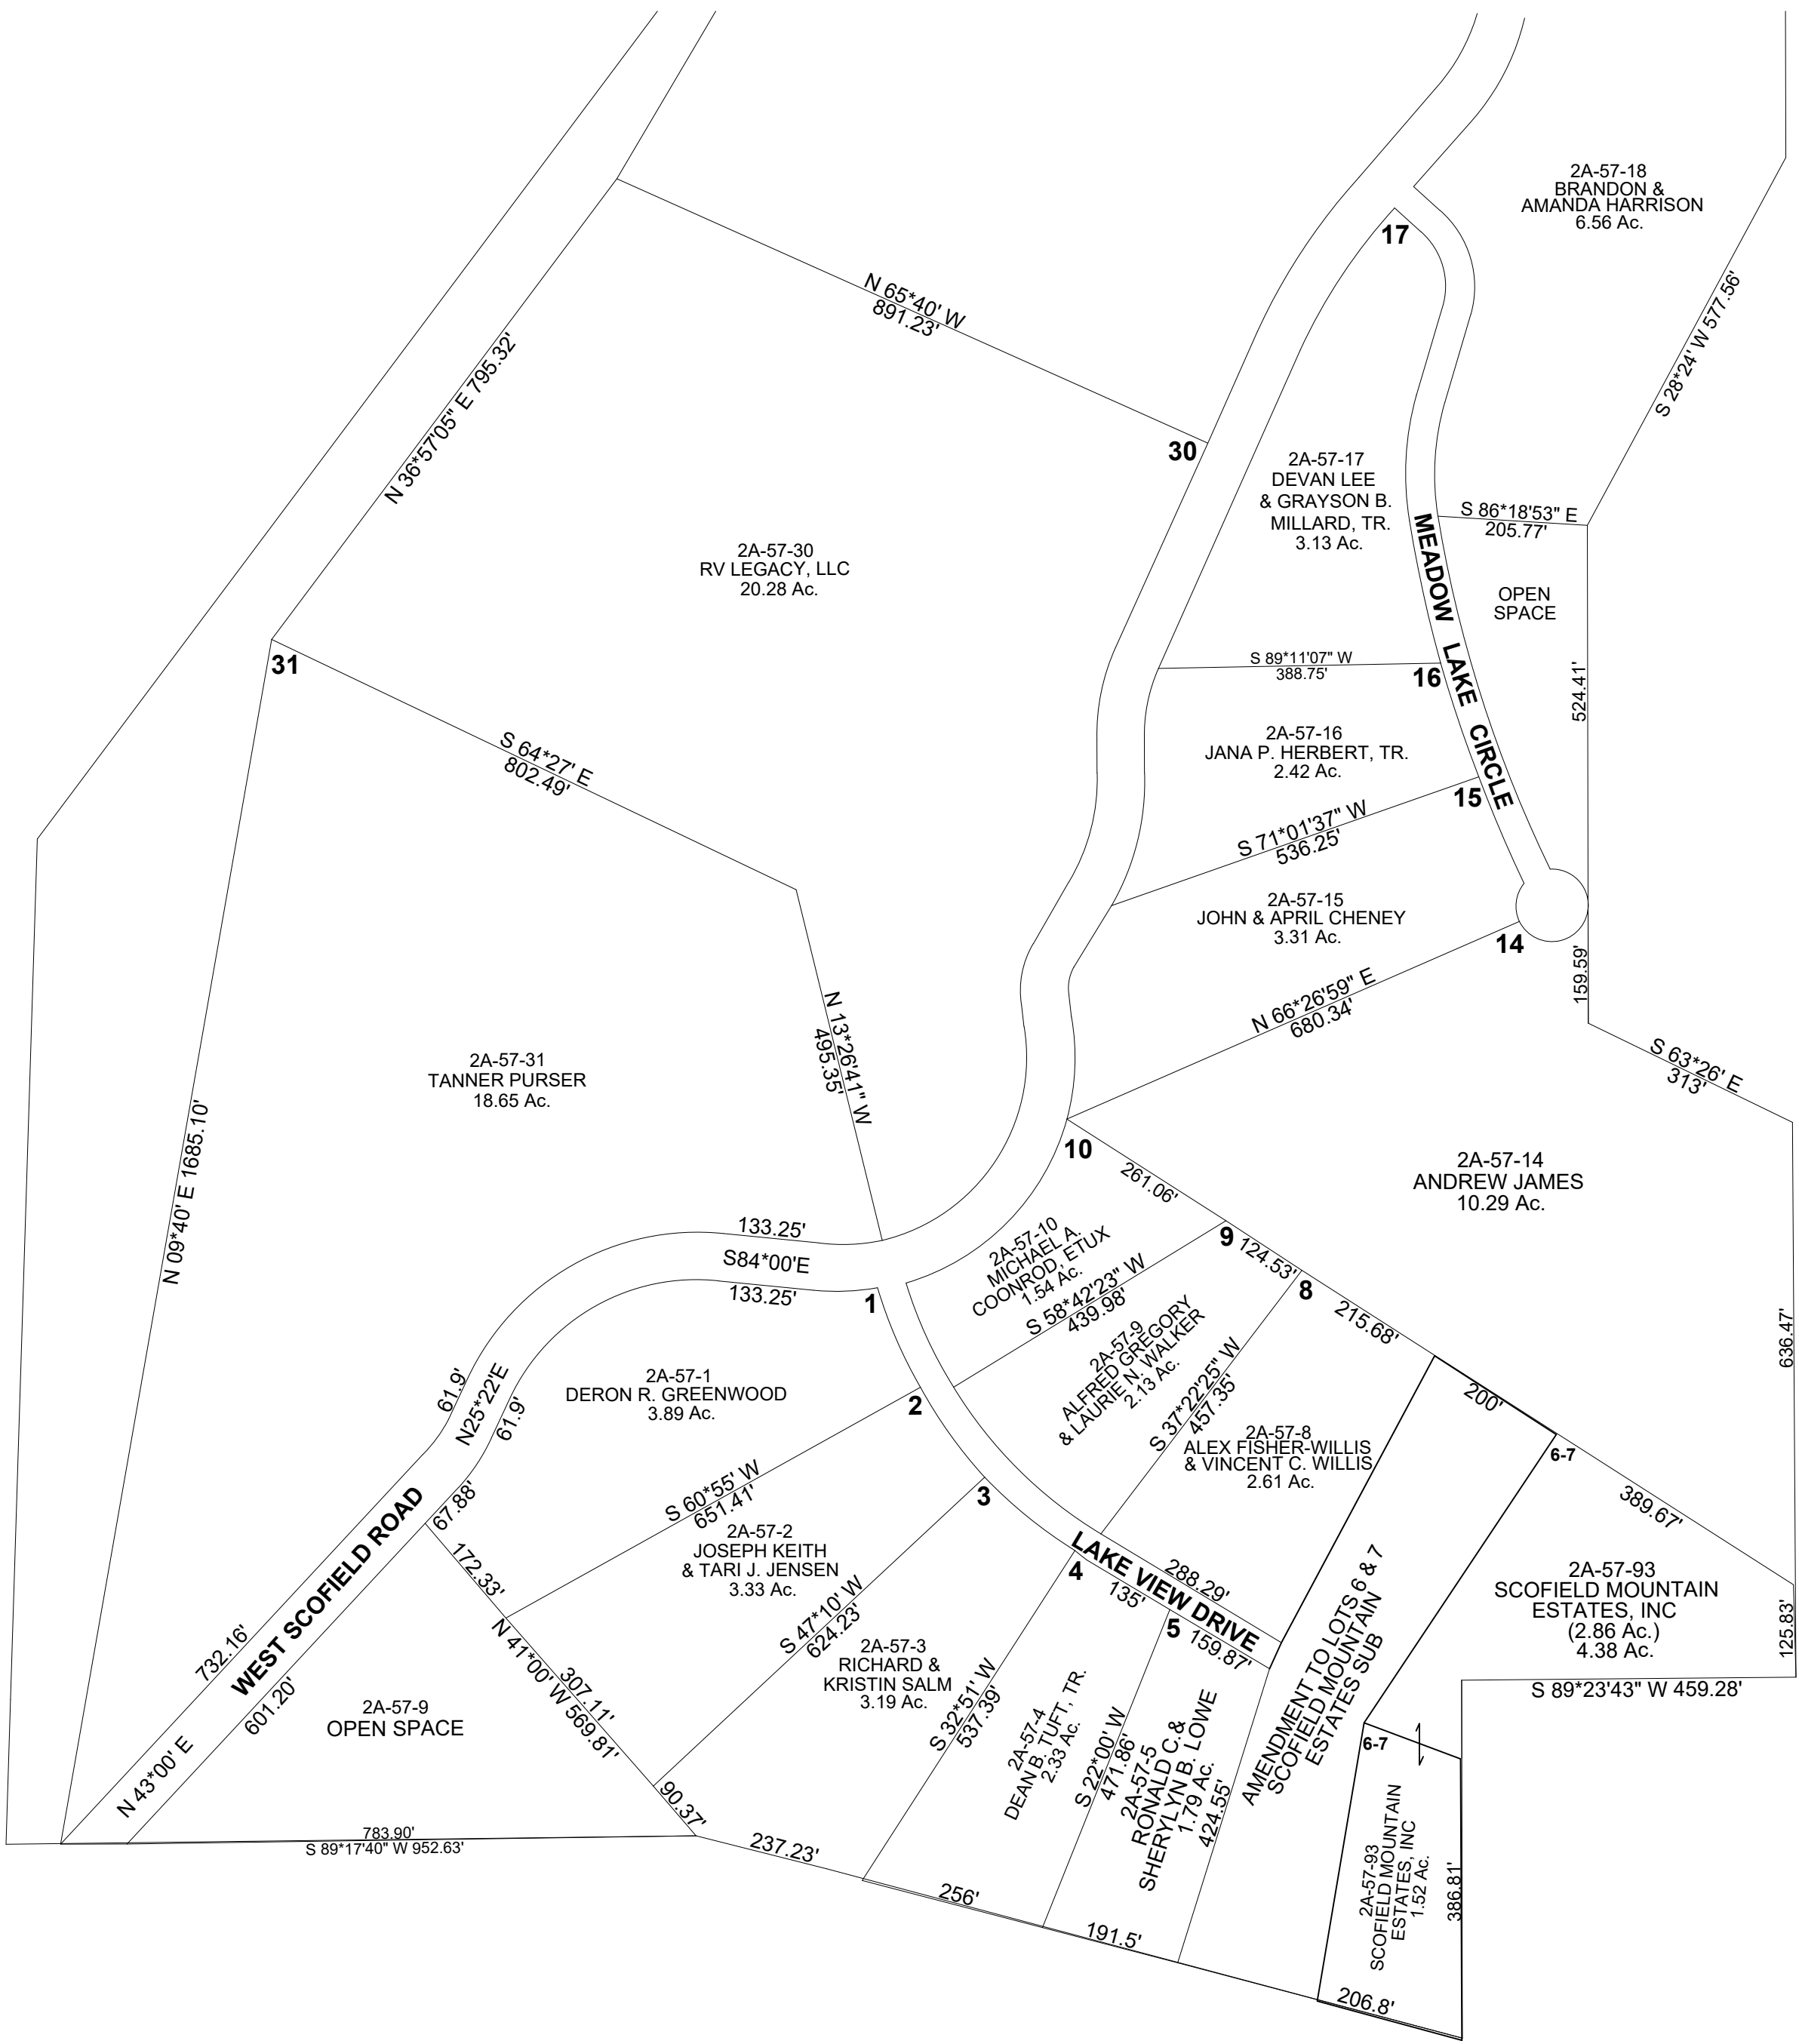 2A-57-18
BRANDON &
AMANDA HARRISON
6.56 Ac.
17
S 28*24' W 577.56'
N 65*40' W
891.23'
N 36*57'05" E 795.32'
30
2A-57-17
DEVAN LEE
& GRAYSON B.
MILLARD, TR.
3.13 Ac.
S 86*18'53" E
205.77'
MEADOW LAKE CIRCLE
OPEN
SPACE
2A-57-30
RV LEGACY, LLC
20.28 Ac.
31
S 89*11'07" W
388.75'
16
524.41'
S 64*27' E
802.49'
2A-57-16
JANA P. HERBERT, TR.
2.42 Ac.
15
S 71*01'37" W
536.25'
2A-57-15
JOHN & APRIL CHENEY
3.31 Ac.
14
159.59'
N 66*26'59" E
680.34'
N 13*26'41" W
495.35'
S 63*26' E
313'
2A-57-31
TANNER PURSER
18.65 Ac.
N 09*40' E 1685.10'
10
261.06'
2A-57-14
ANDREW JAMES
10.29 Ac.
133.25'
S84*00'E
133.25'
1
2A-57-10
MICHAEL A.
COONROD, ETUX
1.54 Ac.
9
124.53'
8
S 58*42'23" W
439.98'
215.68'
636.47'
2A-57-9
ALFRED GREGORY
& LAURIE N. WALKER
2.13 Ac.
S 37*22'25" W
457.35'
61.9'
N25*22'E
61.9'
2A-57-1
DERON R. GREENWOOD
3.89 Ac.
2
200'
6-7
2A-57-8
ALEX FISHER-WILLIS
& VINCENT C. WILLIS
2.61 Ac.
S 60*55' W
651.41'
3
389.67'
67.88'
WEST SCOFIELD ROAD
172.33'
2A-57-2
JOSEPH KEITH
& TARI J. JENSEN
3.33 Ac.
LAKE VIEW DRIVE
4
135'
288.29'
5
159.87'
2A-57-93
SCOFIELD MOUNTAIN
ESTATES, INC
(2.86 Ac.)
4.38 Ac.
125.83'
S 89*23'43" W 459.28'
S 47*10' W
624.23'
AMENDMENT TO LOTS 6 & 7
SCOFIELD MOUNTAIN
ESTATES SUB
732.16'
601.20'
N 43*00' E
2A-57-9
OPEN SPACE
307.11'
N 41*00' W 569.81'
90.37'
2A-57-3
RICHARD &
KRISTIN SALM
3.19 Ac.
S 32*51' W
537.39'
2A-57-4
DEAN B. TUFT, TR.
2.33 Ac.
S 22*00' W
471.86'
2A-57-5
RONALD C.&
SHERYLYN B. LOWE
1.79 Ac.
424.55'
6-7
2A-57-93
SCOFIELD MOUNTAIN
ESTATES, INC
1.52 Ac.
386.81'
783.90'
S 89*17'40" W 952.63'
237.23'
256'
191.5'
206.8'